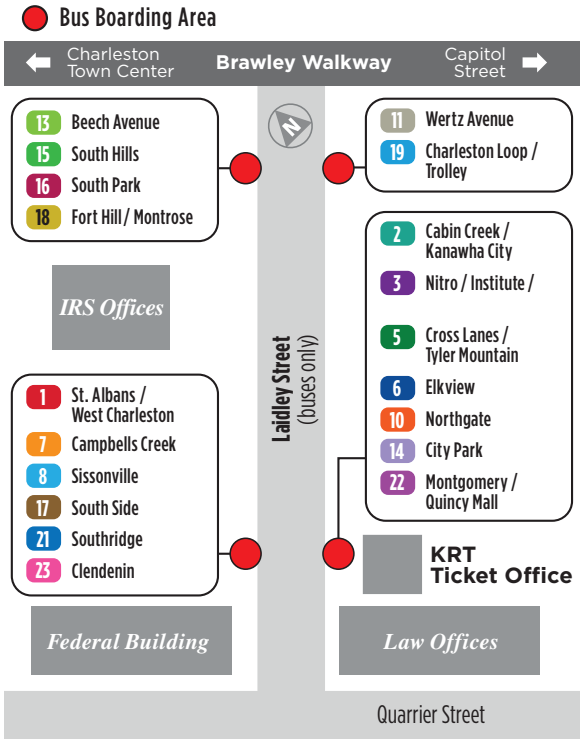 Bus Boarding Area
Charleston
Town Center
Brawley Walkway
Capitol
Street
13 Beech Avenue
15 South Hills
16 South Park
18 Fort Hill / Montrose
N
11 Wertz Avenue
19 Charleston Loop /
Trolley
2 Cabin Creek /
Kanawha City
3 Nitro / Institute /
5 Cross Lanes /
Tyler Mountain
6 Elkview
10 Northgate
14 City Park
22 Montgomery /
Quincy Mall
IRS Offices
Laidley Street
(buses only)
1 St. Albans /
West Charleston
7 Campbells Creek
8 Sissonville
17 South Side
21 Southridge
23 Clendenin
KRT
Ticket Office
Federal Building
Law Offices
Quarrier Street